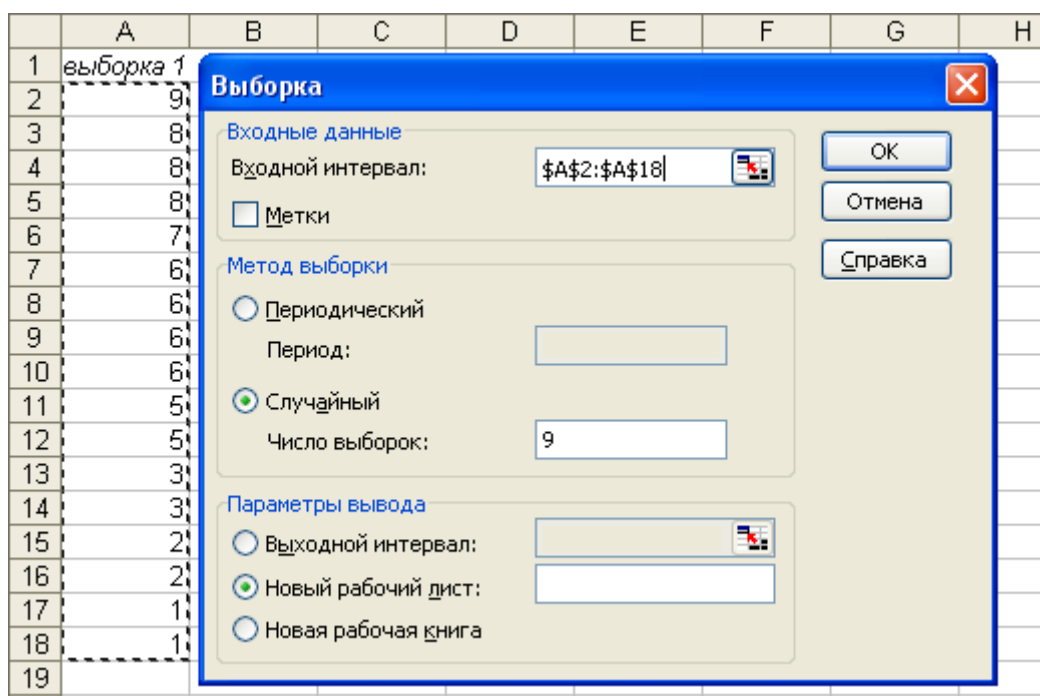 A B C D E F G H
1 выборка 1
2 9
3 8
4 8
5 8
6 7
7 6
8 6
9 6
10 6
11 5
12 5
13 3
14 3
15 2
16 2
17 1
18 1
19
Выборка
Входные данные
Входной интервал: $A$2:$A$18
Метки
Метод выборки
Периодический
Период:
Случайный
Число выборок: 9
Параметры вывода
Выходной интервал:
Новый рабочий лист:
Новая рабочая книга
ОК
Отмена
Справка